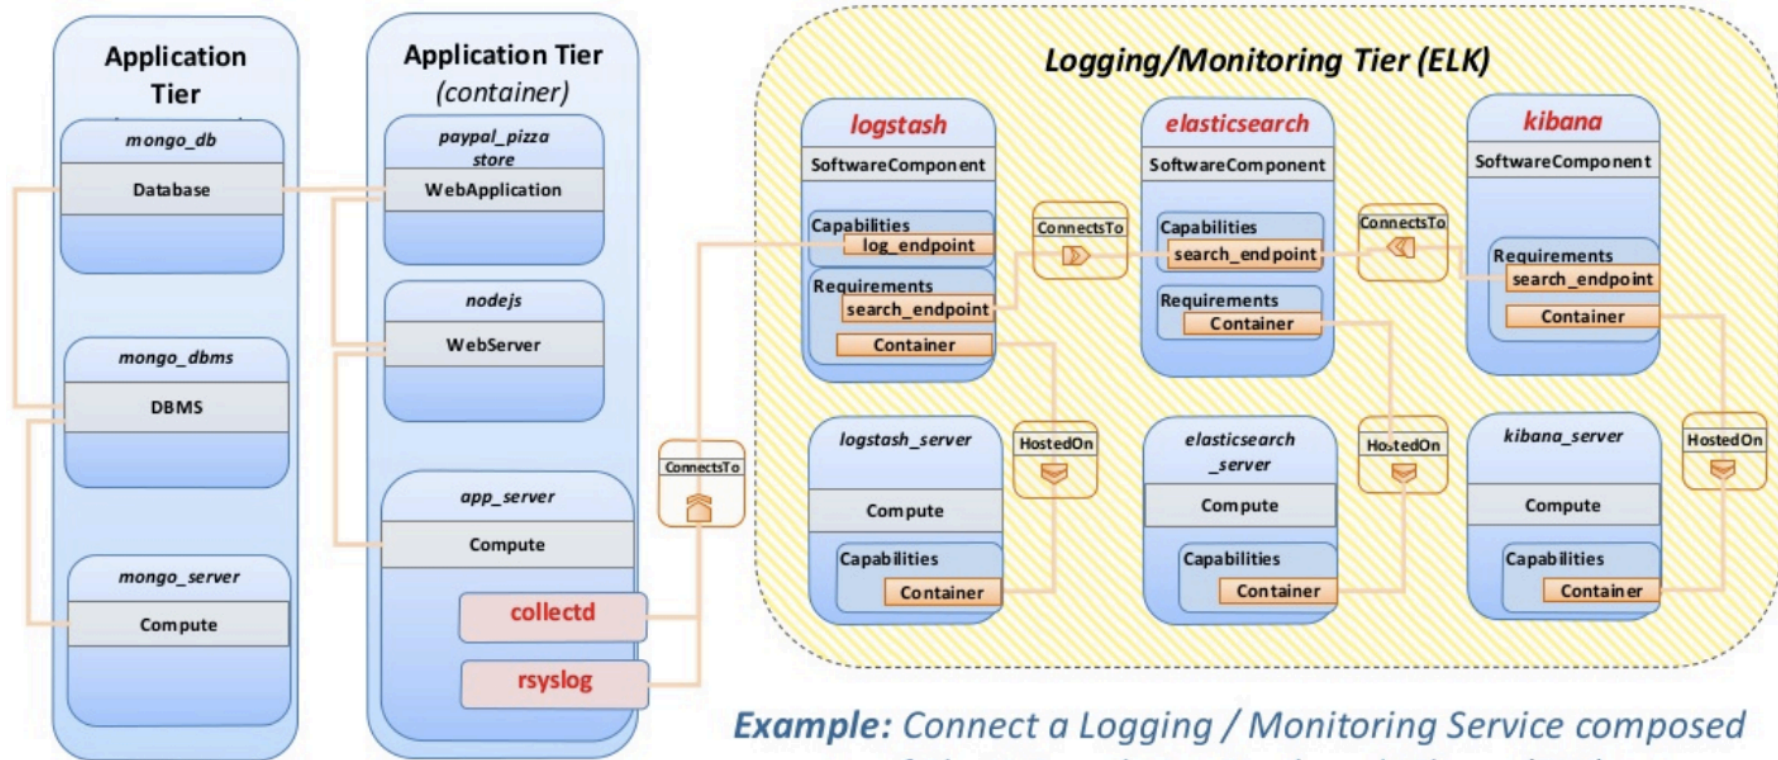 Application
Tier
mongo_db
Database
mongo_dbms
DBMS
mongo_server
Compute
Application Tier
(container)
paypal_pizza
store
WebApplication
nodejs
WebServer
app_server
Compute
collectd
rsyslog
ConnectsTo
Logging/Monitoring Tier (ELK)
logstash
SoftwareComponent
Capabilities
log_endpoint
Requirements
search_endpoint
Container
ConnectsTo
elasticsearch
SoftwareComponent
Capabilities
search_endpoint
Requirements
Container
ConnectsTo
kibana
SoftwareComponent
Requirements
search_endpoint
Container
logstash_server
Compute
Capabilities
Container
HostedOn
elasticsearch
_server
Compute
Capabilities
Container
HostedOn
kibana_server
Compute
Capabilities
Container
HostedOn
Example: Connect a Logging / Monitoring Service composed